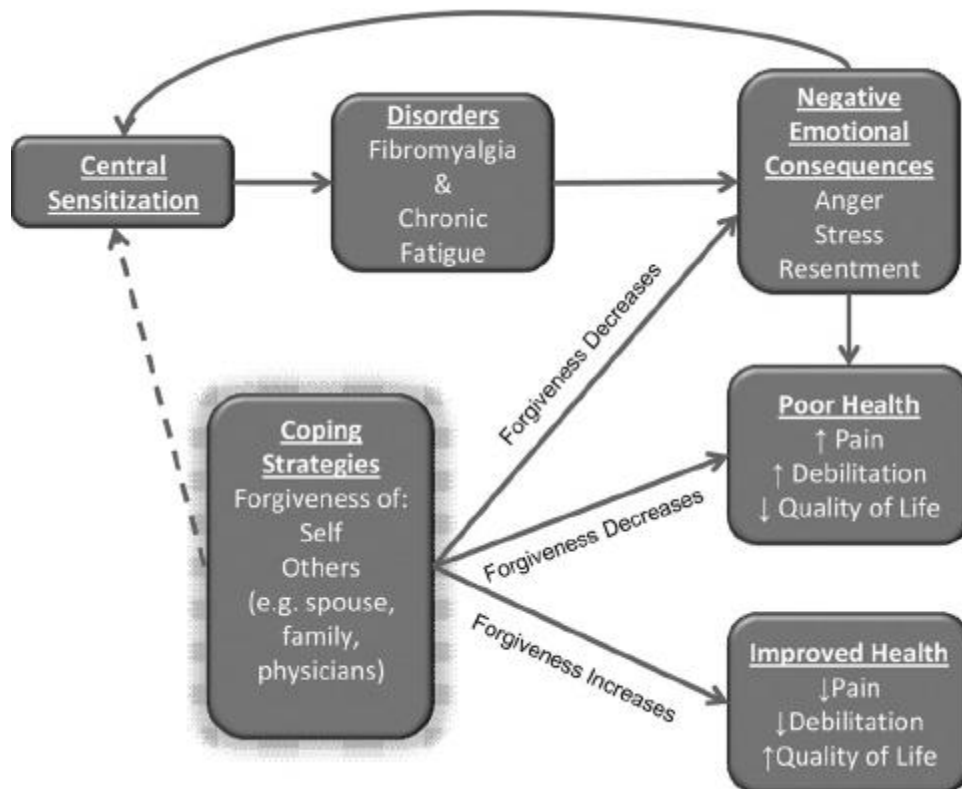 Central
Sensitization
Disorders
Fibromyalgia
&
Chronic
Fatigue
Negative
Emotional
Consequences
Anger
Stress
Resentment
Forgiveness Decreases
Coping
Strategies
Forgiveness of:
Self
Others
(e.g. spouse,
family,
physicians)
Forgiveness Decreases
Poor Health
↑ Pain
↑ Debilitation
↓ Quality of Life
Forgiveness Increases
Improved Health
↓Pain
↓Debilitation
↑Quality of Life